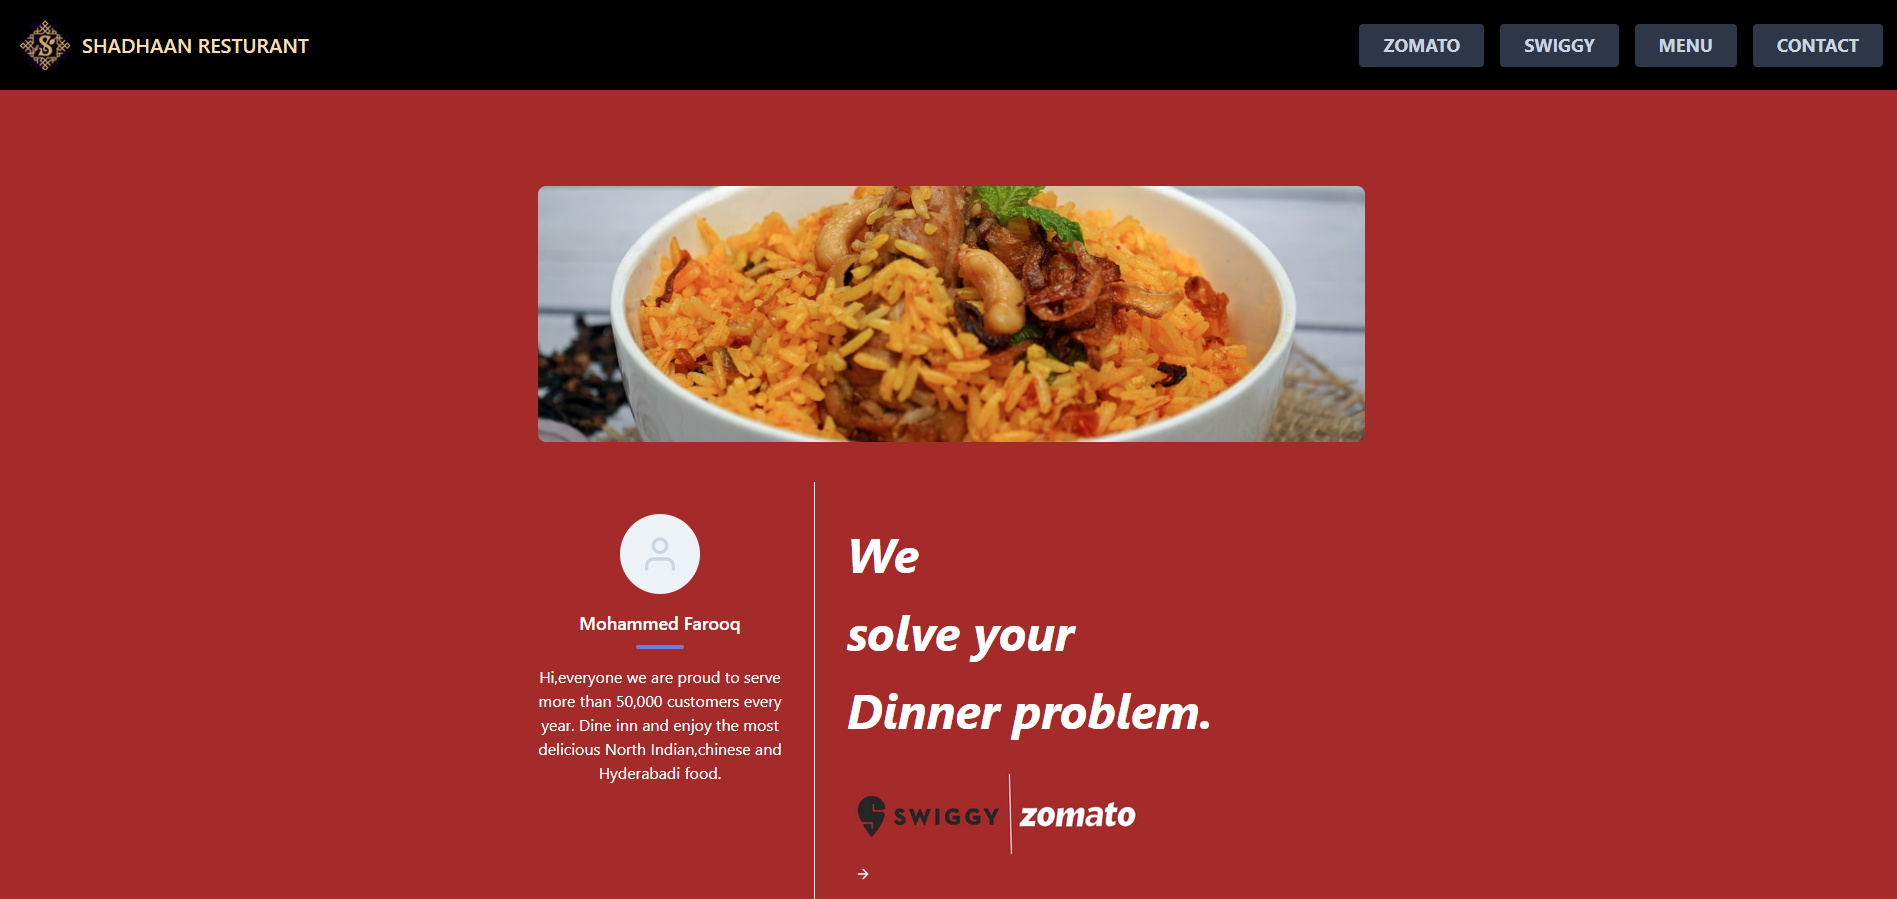 SHADHAAN RESTURANT
ZOMATO
SWIGGY
MENU
CONTACT
Mohammed Farooq
Hi,everyone we are proud to serve
more than 50,000 customers every
year. Dine inn and enjoy the most
delicious North Indian,chinese and
Hyderabadi food.
We
solve your
Dinner problem.
SWIGGY
zomato